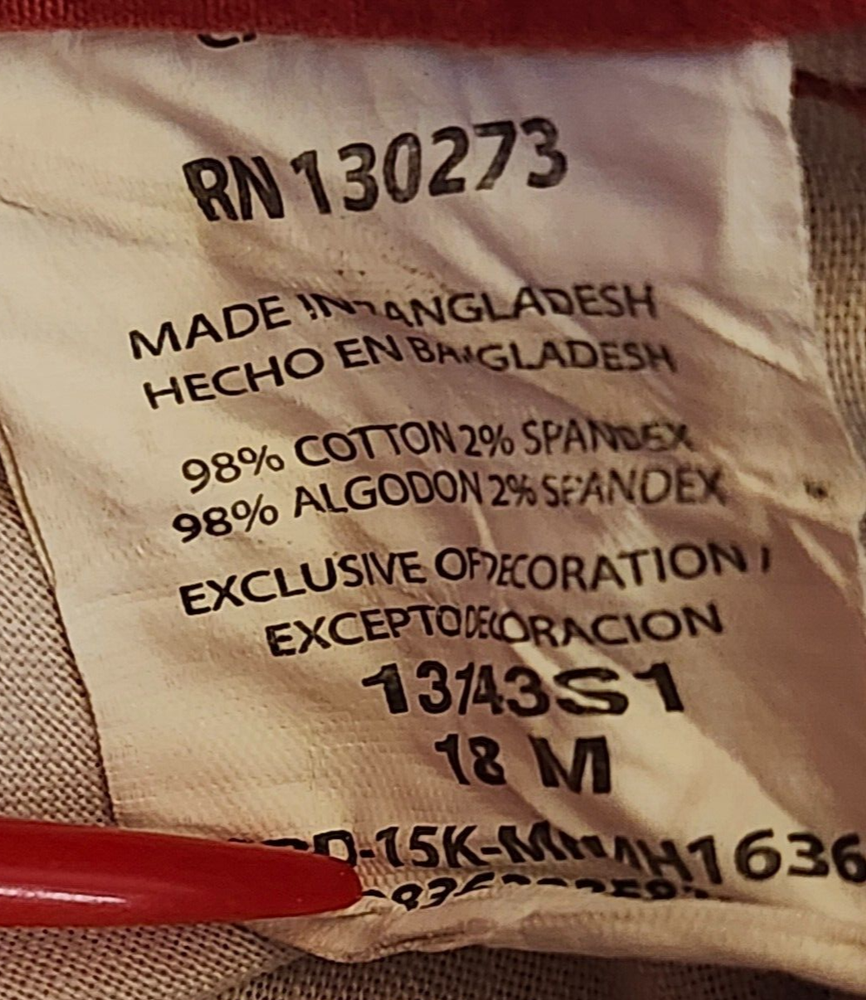 RN 130273
MADE IN BANGLADESH
HECHO EN BANGLADESH
98% COTTON 2% SPANDEX
98% ALGODON 2% SPANDEX
EXCLUSIVE OF DECORATION /
EXCEPTO DECORACION
18 M